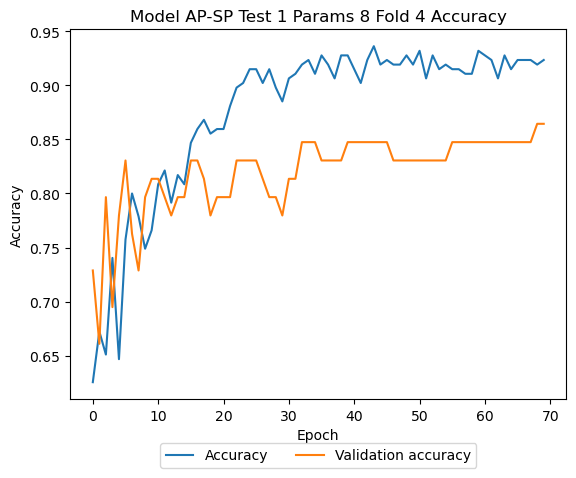 Model AP-SP Test 1 Params 8 Fold 4 Accuracy
0.95
0.90
0.85
0.80
0.75
0.70
0.65
Accuracy
0 10 20 30 40 50 60 70
Epoch
Accuracy Validation accuracy